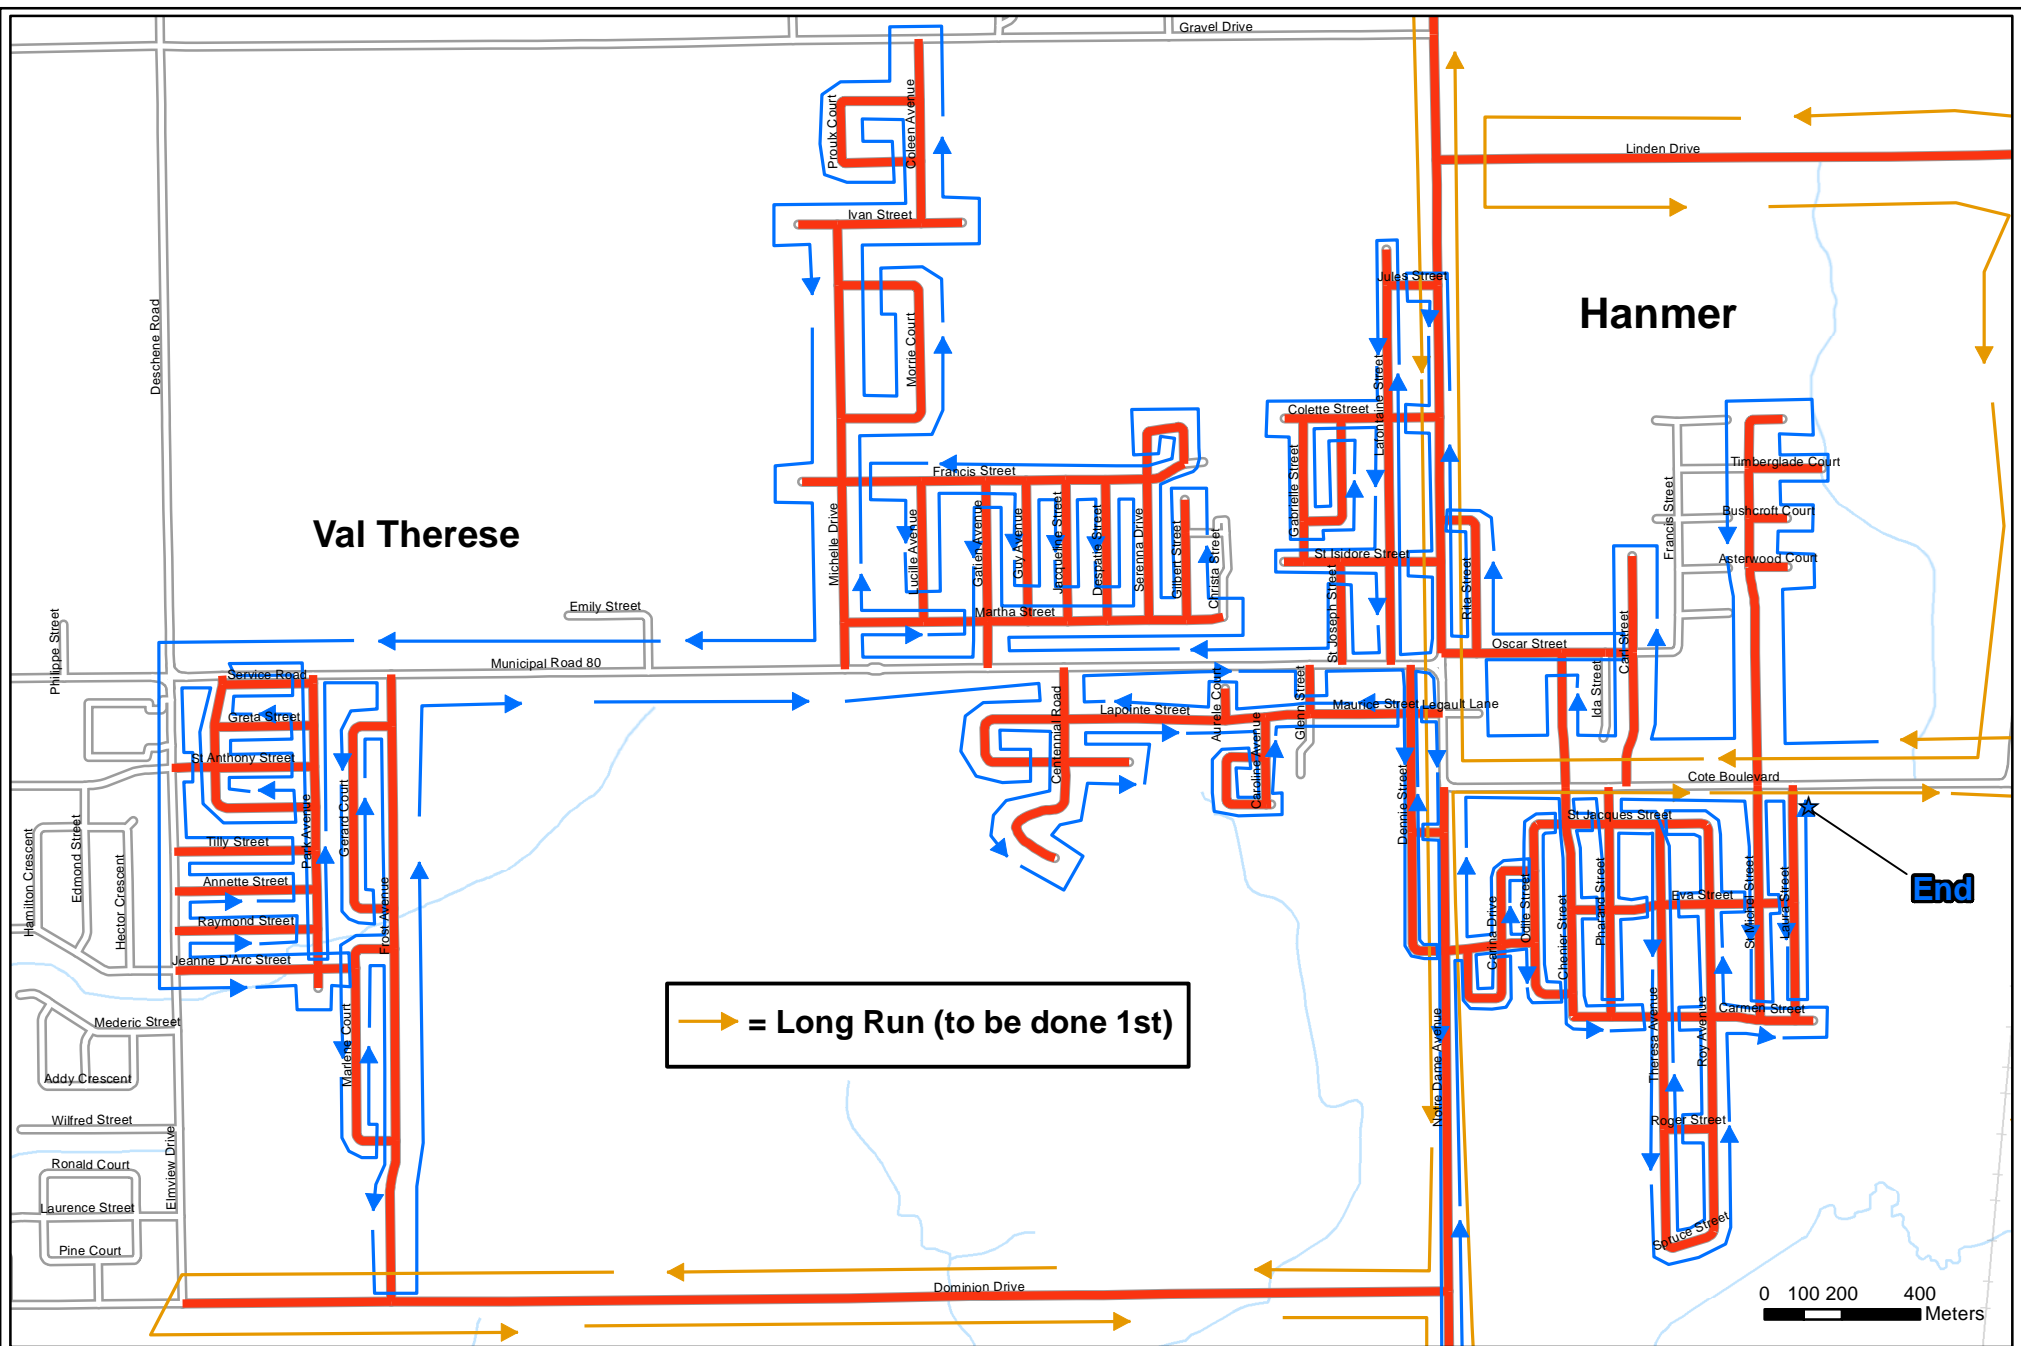 Gravel Drive
Proulx Court
Coleen Avenue
Linden Drive
Ivan Street
Jules Street
Hanmer
Deschene Road
Morrie Court
Lafontaine Street
Colette Street
Gabrielle Street
Francis Street
Timberglade Court
Francis Street
Bushcroft Court
Asterwood Court
Val Therese
Michelle Drive
Lucille Avenue
Gatien Avenue
Guy Avenue
Jacqueline Street
Despatie Street
Serenna Drive
Gilbert Street
Christa Street
St Isidore Street
St Joseph Street
Rita Street
Emily Street
Martha Street
Philippe Street
Oscar Street
Carl Street
Ida Street
Municipal Road 80
Service Road
Greta Street
St Anthony Street
Centennial Road
Lapointe Street
Aurele Court
Glenn Street
Caroline Avenue
Maurice Street
Legault Lane
Cote Boulevard
Park Avenue
Gerard Court
Tilly Street
Annette Street
Raymond Street
Jeanne D'Arc Street
Frost Avenue
Hamilton Crescent
Edmond Street
Hector Crescent
Dennie Street
St Jacques Street
Carina Drive
Odile Street
Chenier Street
Pharand Street
Eva Street
St Michel Street
Laura Street
End
Mederic Street
Marlene Court
= Long Run (to be done 1st)
Notre Dame Avenue
Theresa Avenue
Roy Avenue
Carmen Street
Addy Crescent
Wilfred Street
Roger Street
Ronald Court
Elmview Drive
Laurence Street
Pine Court
Spruce Street
Dominion Drive
0 100 200 400
Meters